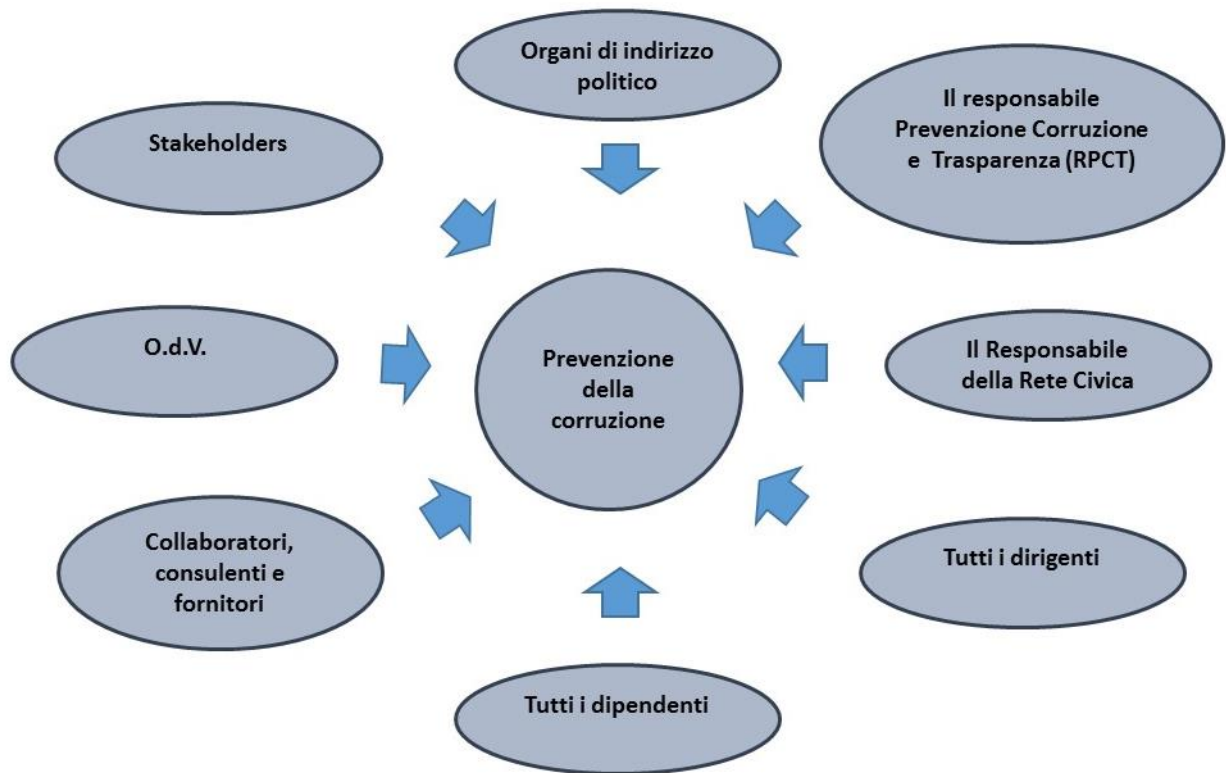 Organi di indirizzo
politico
Il responsabile
Prevenzione Corruzione
e Trasparenza (RPCT)
Stakeholders
O.d.V.
Prevenzione
della
corruzione
Il Responsabile
della Rete Civica
Collaboratori,
consulenti e
fornitori
Tutti i dirigenti
Tutti i dipendenti